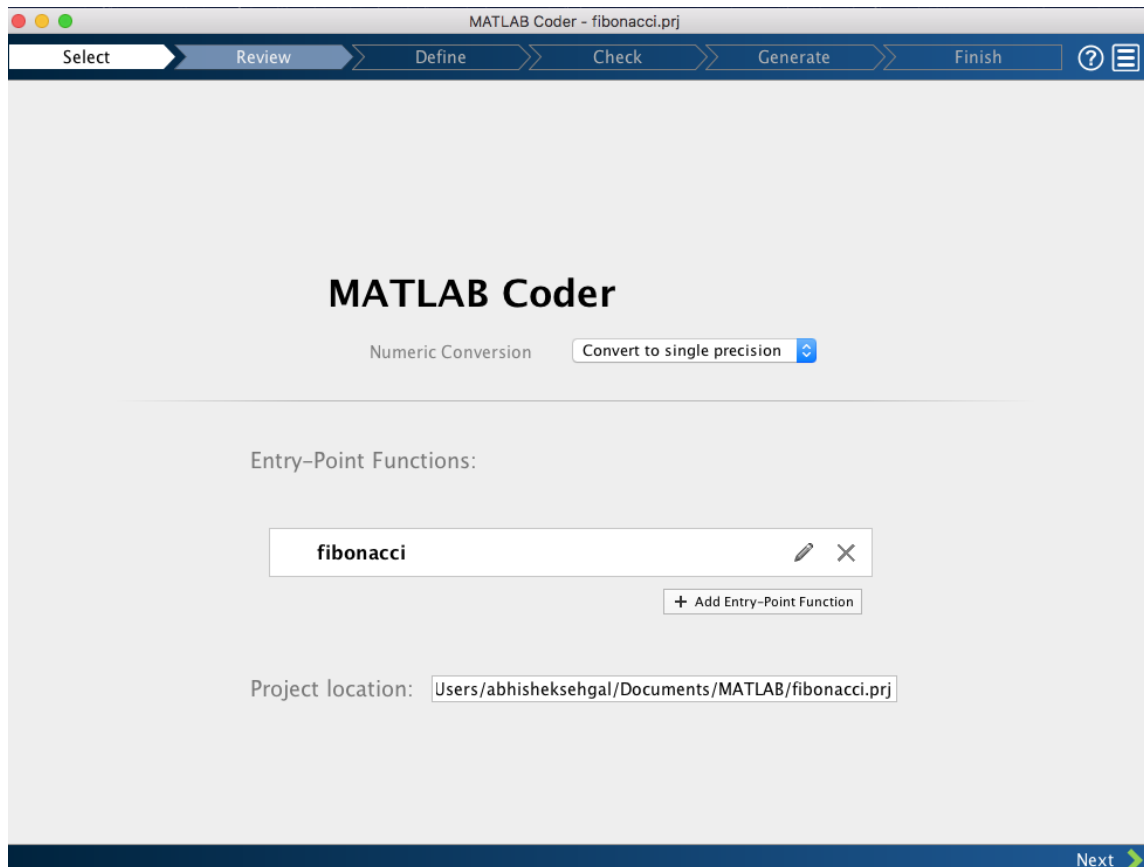 MATLAB Coder - fibonacci.prj
Select Review Define Check Generate Finish ?
MATLAB Coder
Numeric Conversion Convert to single precision
Entry-Point Functions:
fibonacci
+ Add Entry-Point Function
Project location: Users/abhisheksehgal/Documents/MATLAB/fibonacci.prj
Next